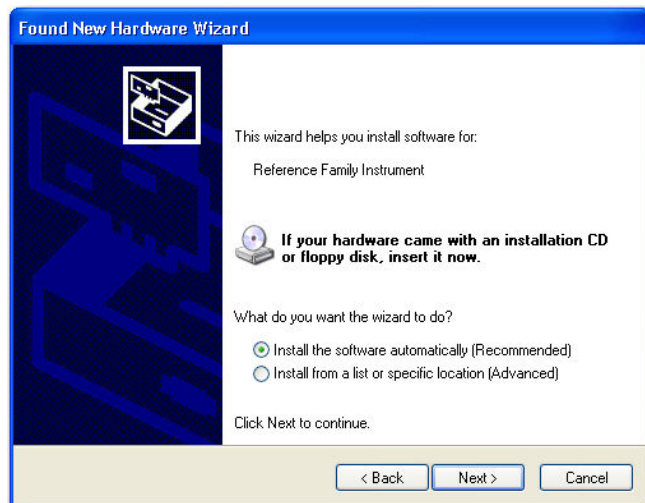 Found New Hardware Wizard
This wizard helps you install software for:
Reference Family Instrument
If your hardware came with an installation CD
or floppy disk, insert it now.
What do you want the wizard to do?
Install the software automatically (Recommended)
Install from a list or specific location (Advanced)
Click Next to continue.
< Back
Next >
Cancel